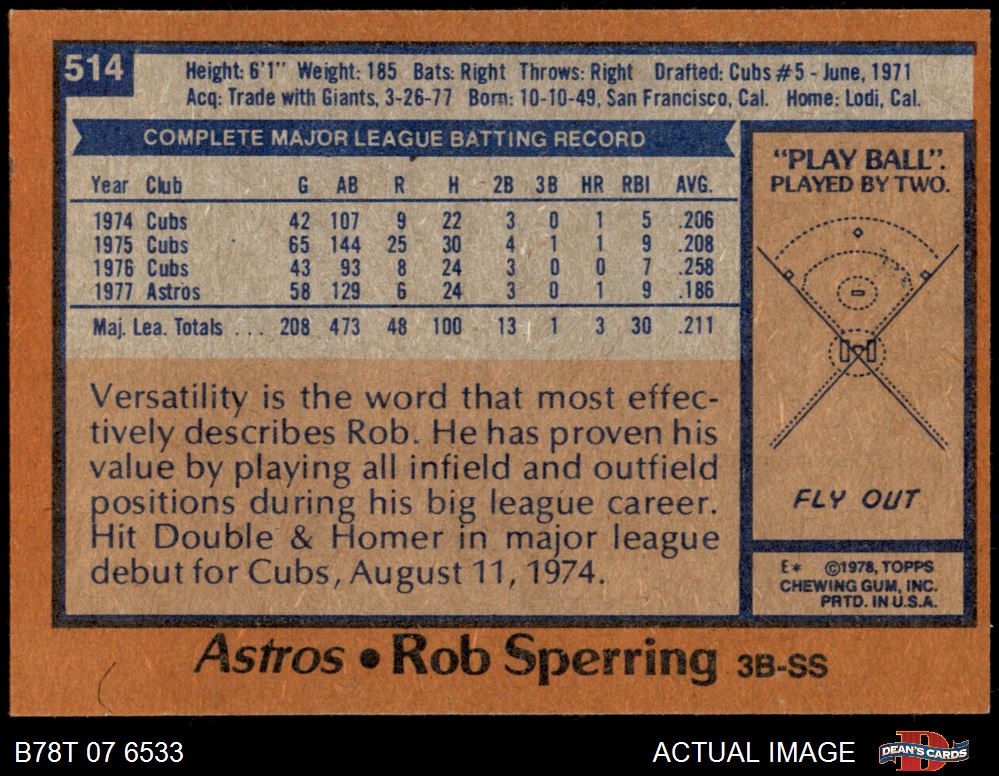 514
Height: 6'1" Weight: 185 Bats: Right Throws: Right Drafted: Cubs #5 - June, 1971
Acq: Trade with Giants, 3-26-77 Born: 10-10-49, San Francisco, Cal. Home: Lodi, Cal.
COMPLETE MAJOR LEAGUE BATTING RECORD
Year Club G AB R H 2B 3B HR RBI AVG.
1974 Cubs 42 107 9 22 3 0 1 5 .206
1975 Cubs 65 144 25 30 4 1 1 9 .208
1976 Cubs 43 93 8 24 3 0 0 7 .258
1977 Astros 58 129 6 24 3 0 1 9 .186
Maj. Lea. Totals ... 208 473 48 100 13 1 3 30 .211
Versatility is the word that most effec-
tively describes Rob. He has proven his
value by playing all infield and outfield
positions during his big league career.
Hit Double & Homer in major league
debut for Cubs, August 11, 1974.
"PLAY BALL".
PLAYED BY TWO.
FLY OUT
E* ©1978, TOPPS
CHEWING GUM, INC.
PRTD. IN U.S.A.
Astros • Rob Sperring 3B-SS
B78T 07 6533 ACTUAL IMAGE
DEAN'S CARDS